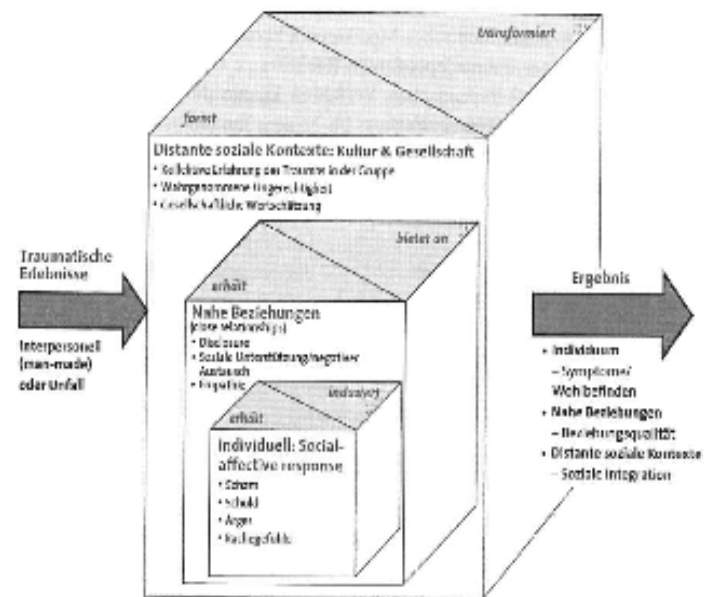 transformiert
formt
Distante soziale Kontexte: Kultur & Gesellschaft
• Kollektive Erfahrung des Traumas in der Gruppe
• Wahrgenommene Ungerechtigkeit
• Gesellschaftliche Wertschätzung
bietet an
erhält
Traumatische
Erlebnisse
Interpersonell
(man-made)
oder Unfall
Nahe Beziehungen
(close relationships)
• Disclosure
• Soziale Unterstützung/negativer
Austausch
• Empathie
induziert
erhält
Individuell: Social-
affective response
• Scham
• Schuld
• Ärger
• Rachegefühle
Ergebnis
• Individuum
– Symptome/
Wohlbefinden
• Nahe Beziehungen
– Beziehungsqualität
• Distante soziale Kontexte
– Soziale Integration